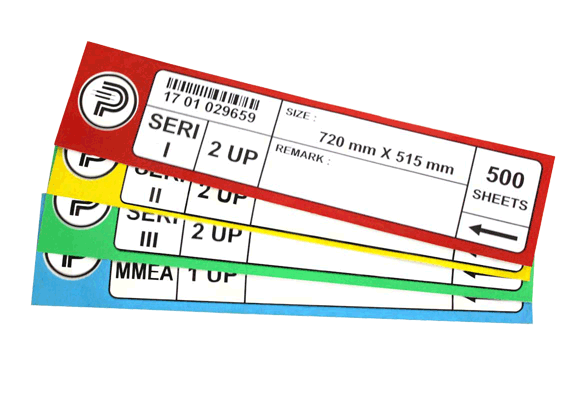 17 01 029659
SERI
I
2 UP
SIZE :
720 mm X 515 mm
REMARK :
500
SHEETS
SERI
II
2 UP
SERI
III
2 UP
MMEA
1 UP